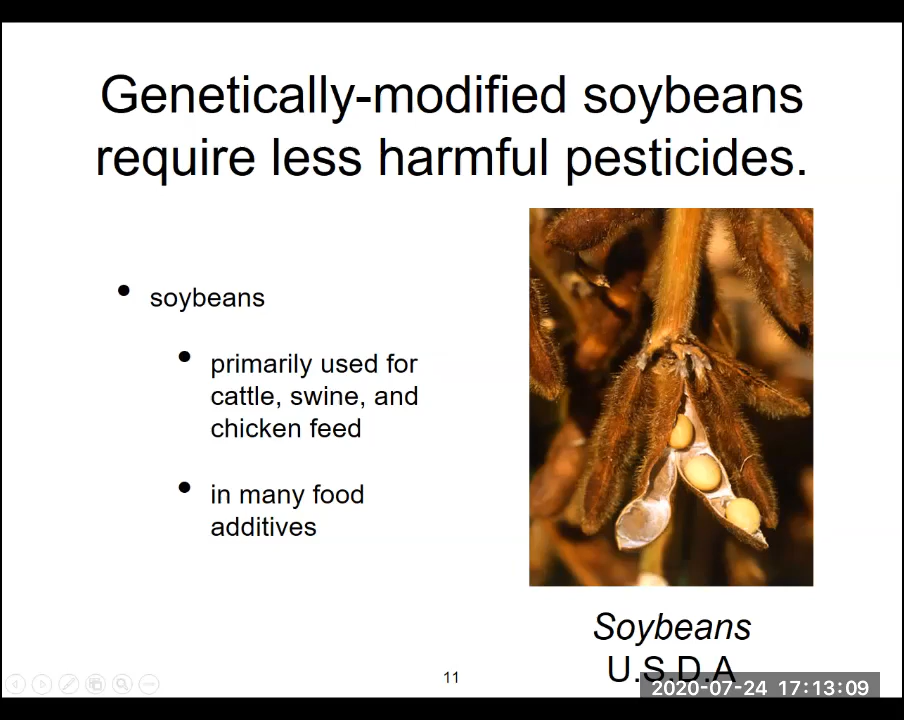 Genetically-modified soybeans
require less harmful pesticides.
• soybeans
• primarily used for
cattle, swine, and
chicken feed
• in many food
additives
Soybeans
U.S.D.A
11
2020-07-24 17:13:09